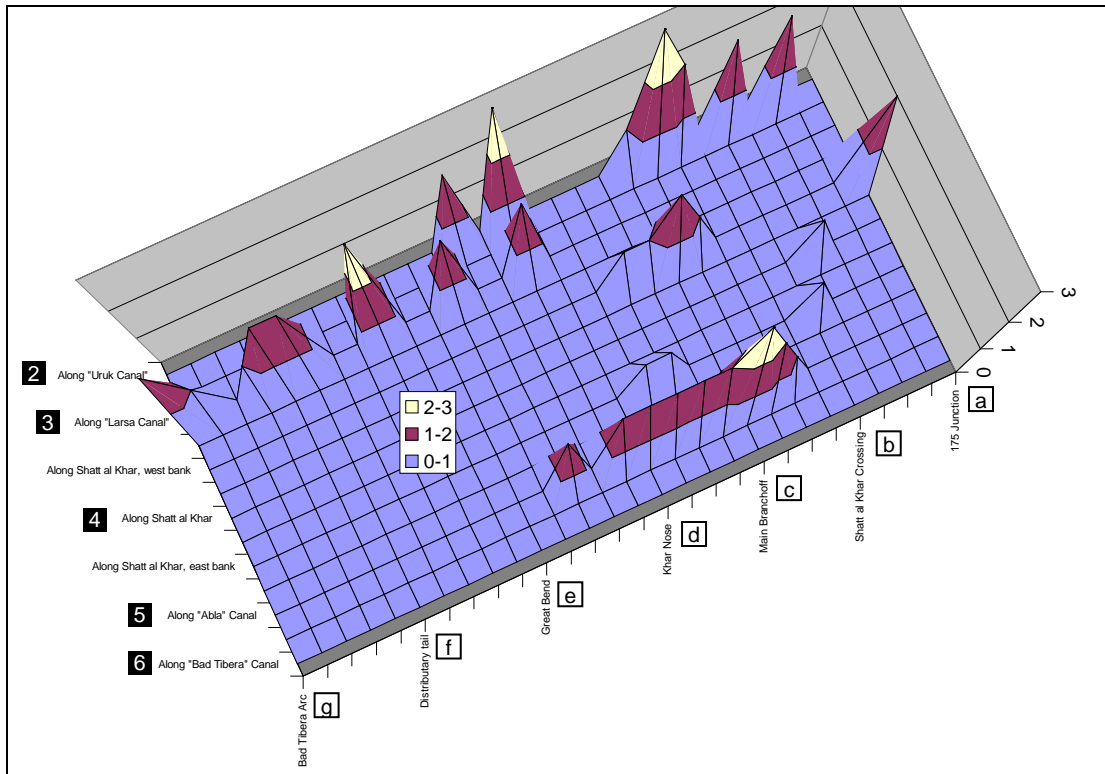 2 Along "Uruk Canal"
3 Along "Larsa Canal"
Along Shatt al Khar, west bank
4 Along Shatt al Khar
Along Shatt al Khar, east bank
5 Along "Abla" Canal
6 Along "Bad Tibera" Canal
2-3
1-2
0-1
3
2
1
0
175 Junction
a
Shatt al Khar Crossing
b
Main Branchoff
c
Khar Nose
d
Great Bend
e
Distributary tail
f
Bad Tibera Arc
g